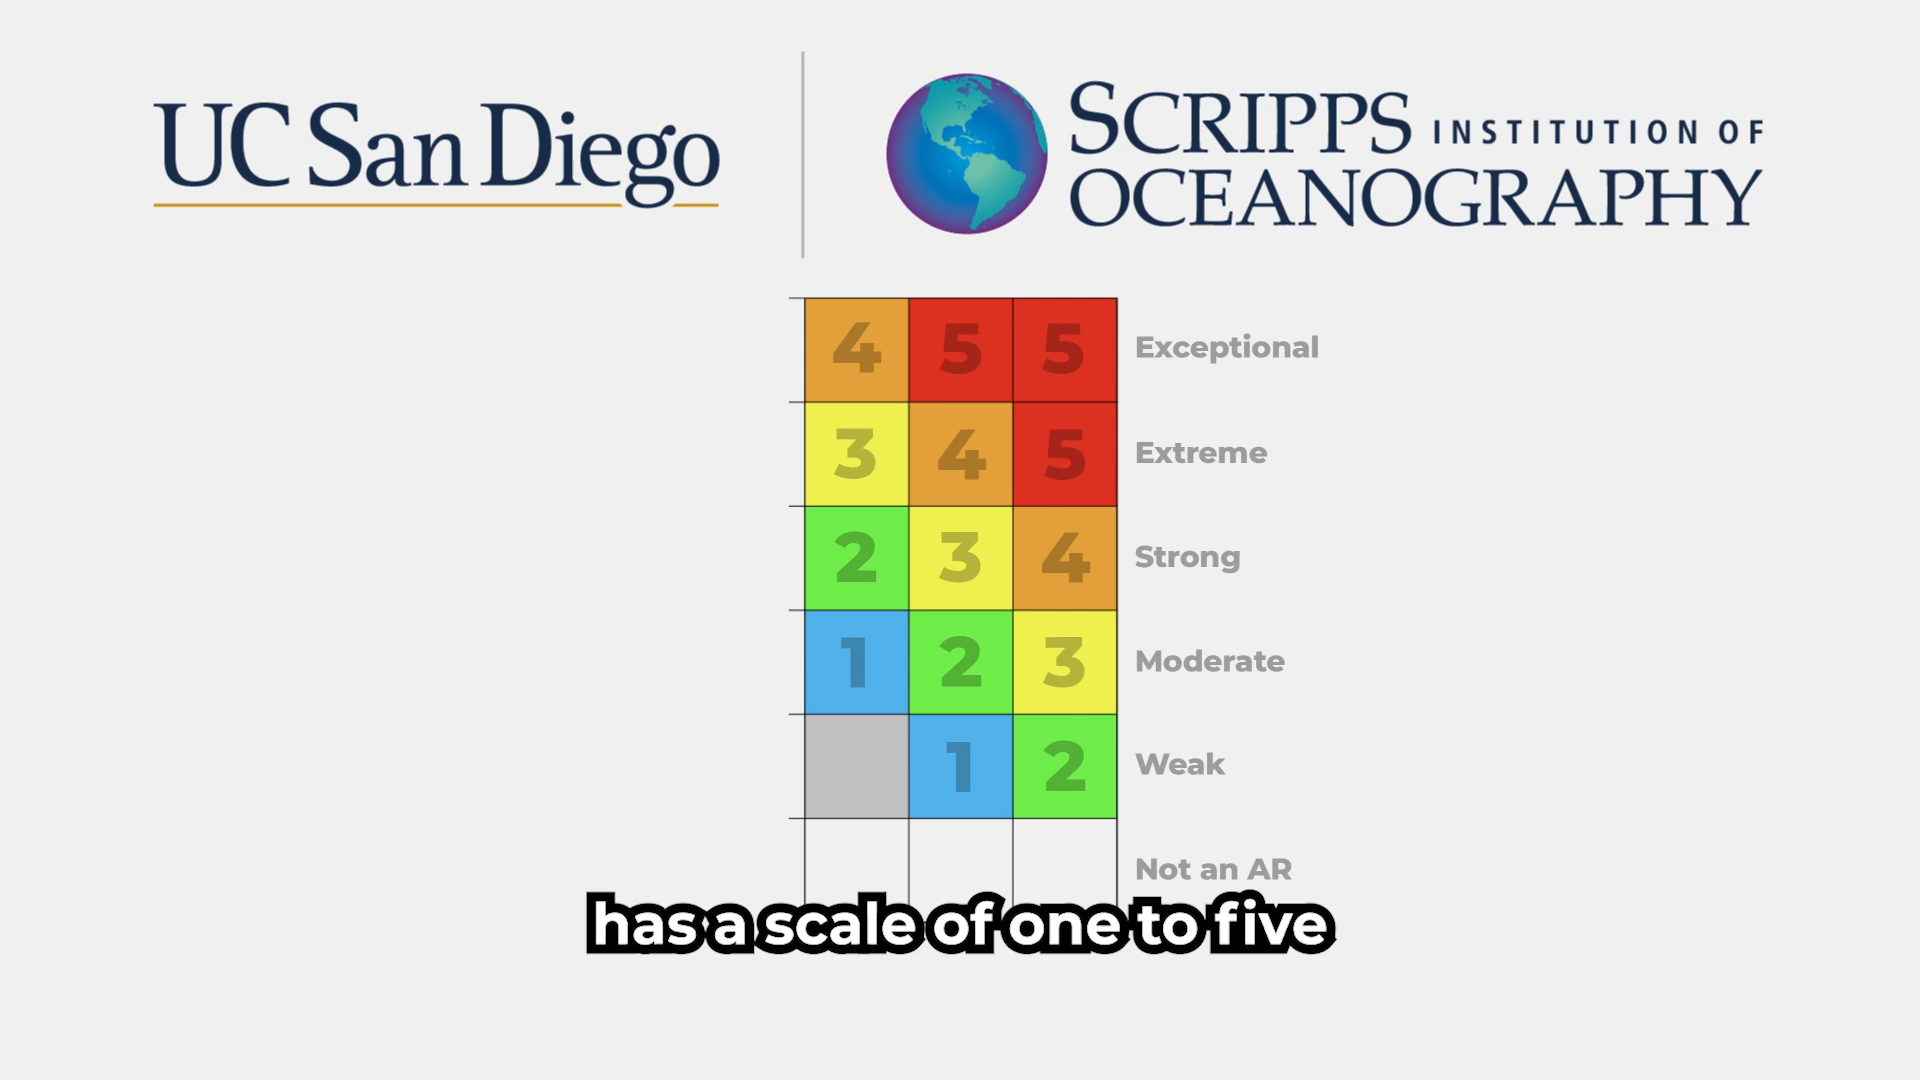 UC San Diego
SCRIPPS INSTITUTION OF
OCEANOGRAPHY
4 5 5 Exceptional
3 4 5 Extreme
2 3 4 Strong
1 2 3 Moderate
1 2 Weak
Not an AR
has a scale of one to five